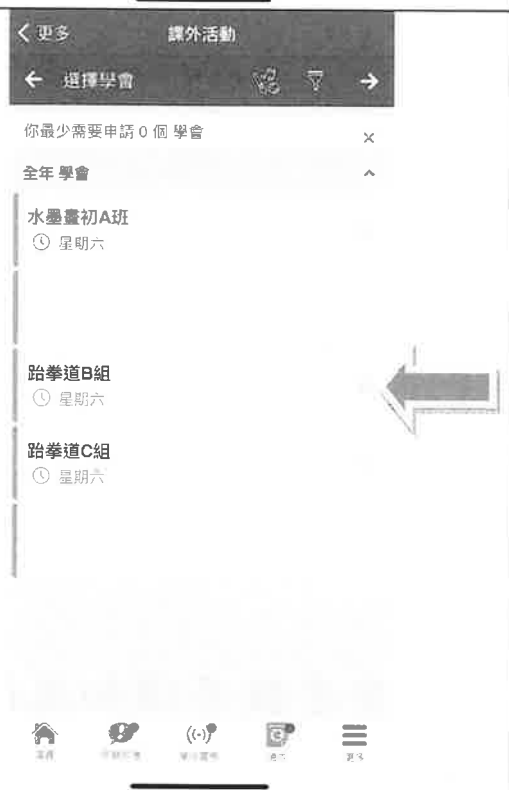 更多
課外活動
選擇學會
你最少需要申請 0 個 學會
全年 學會
水墨畫初A班
星期六
跆拳道B組
星期六
跆拳道C組
星期六
更多